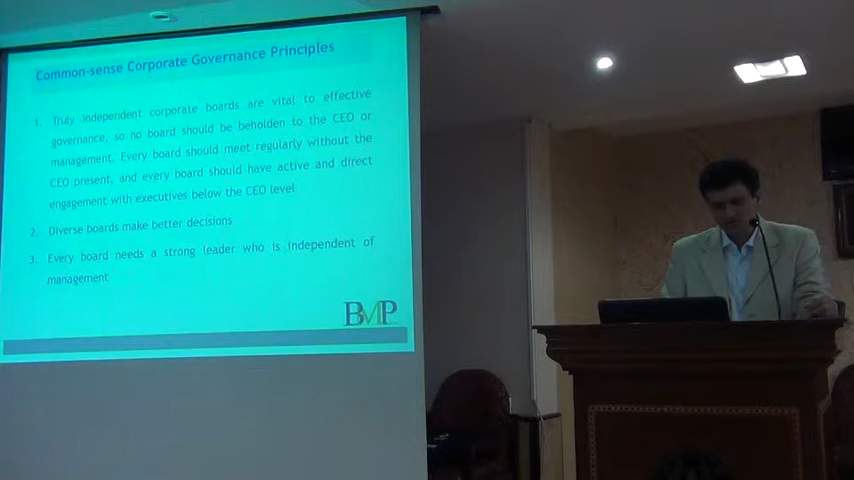 Common-sense Corporate Governance Principles
1. Truly independent corporate boards are vital to effective
governance, so no board should be beholden to the CEO or
management. Every board should meet regularly without the
CEO present, and every board should have active and direct
engagement with executives below the CEO level
2. Diverse boards make better decisions
3. Every board needs a strong leader who is independent of
management
BMP